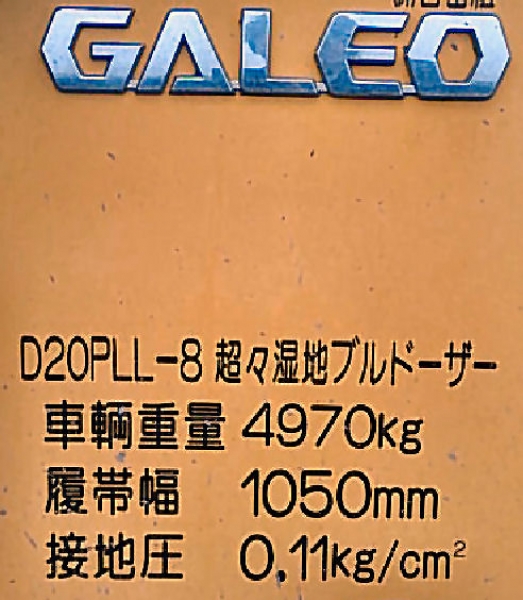 GALEO
D20PLL-8 超々湿地ブルドーザー
車輌重量 4970kg
履帯幅 1050mm
接地圧 0.11kg/cm²